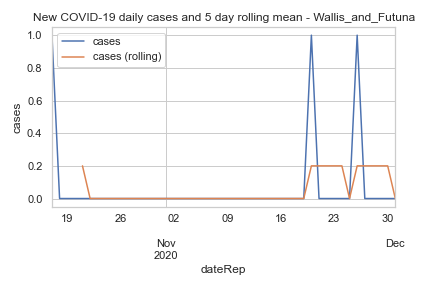 New COVID-19 daily cases and 5 day rolling mean - Wallis_and_Futuna
cases
cases (rolling)
1.0
0.8
0.6
0.4
0.2
0.0
cases
19 26 02 09 16 23 30
Nov Dec
2020
dateRep